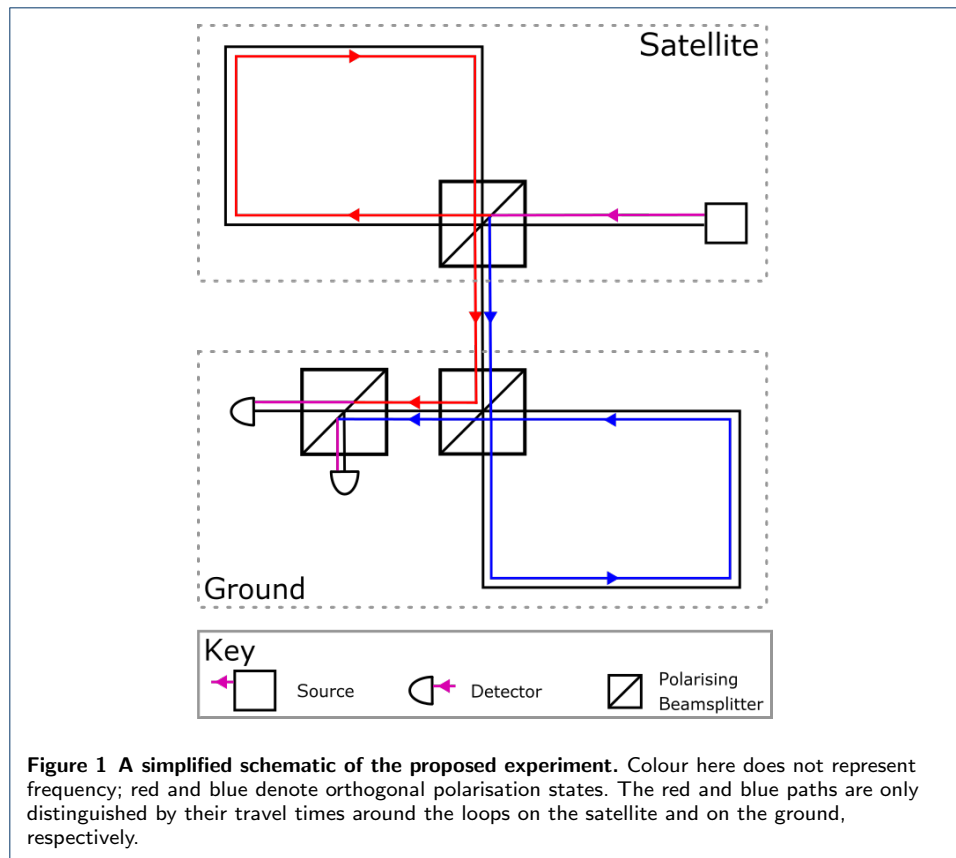 Satellite
Ground
Key
Source
Detector
Polarising
Beamsplitter
Figure 1 A simplified schematic of the proposed experiment. Colour here does not represent
frequency; red and blue denote orthogonal polarisation states. The red and blue paths are only
distinguished by their travel times around the loops on the satellite and on the ground,
respectively.